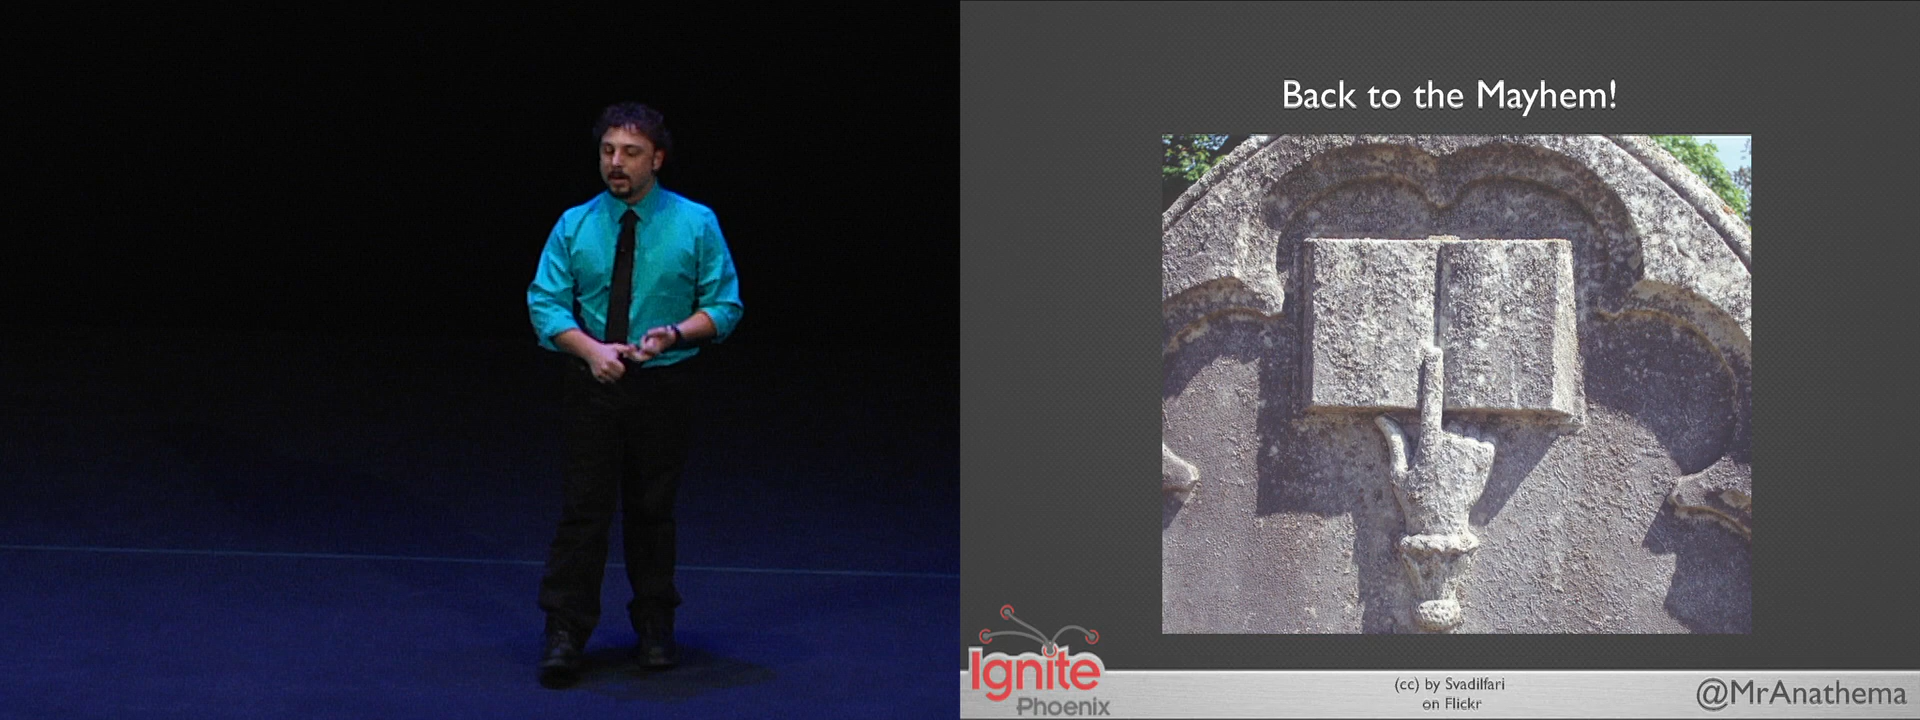 Back to the Mayhem!
Ignite
Phoenix
(cc) by Svadilfari
on Flickr
@MrAnathema